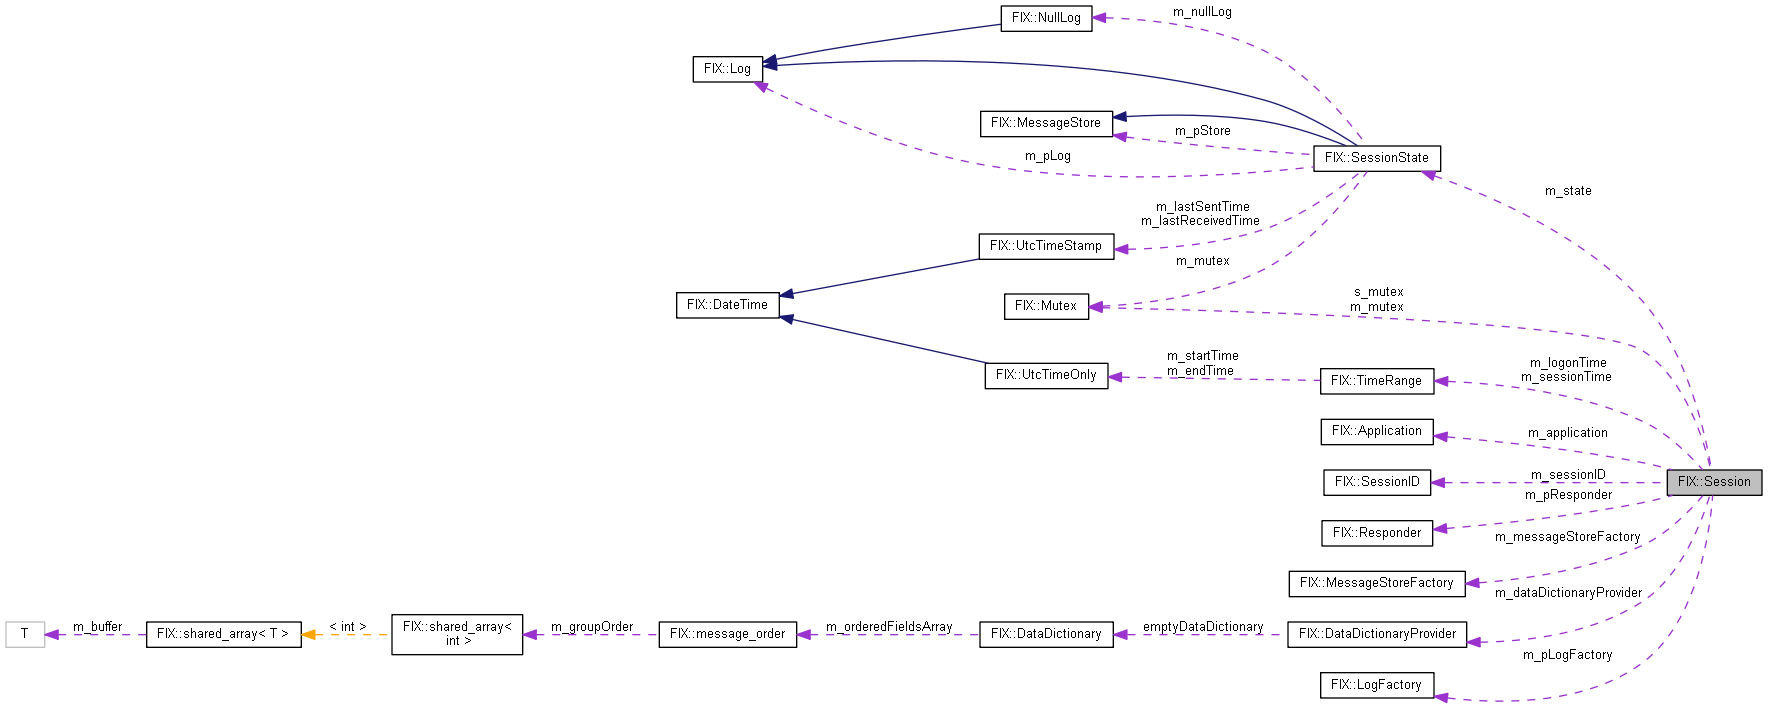 FIX::NullLog
m_nullLog
FIX::Log
FIX::MessageStore
m_pStore
m_pLog
FIX::SessionState
m_state
m_lastSentTime
m_lastReceivedTime
FIX::UtcTimeStamp
m_mutex
FIX::DateTime
FIX::Mutex
s_mutex
m_mutex
FIX::UtcTimeOnly
m_startTime
m_endTime
FIX::TimeRange
m_logonTime
m_sessionTime
FIX::Application
m_application
FIX::SessionID
m_sessionID
FIX::Session
m_pResponder
FIX::Responder
m_messageStoreFactory
FIX::MessageStoreFactory
m_dataDictionaryProvider
T
m_buffer
FIX::shared_array< T >
< int >
FIX::shared_array<
int >
m_groupOrder
FIX::message_order
m_orderedFieldsArray
FIX::DataDictionary
emptyDataDictionary
FIX::DataDictionaryProvider
m_pLogFactory
FIX::LogFactory